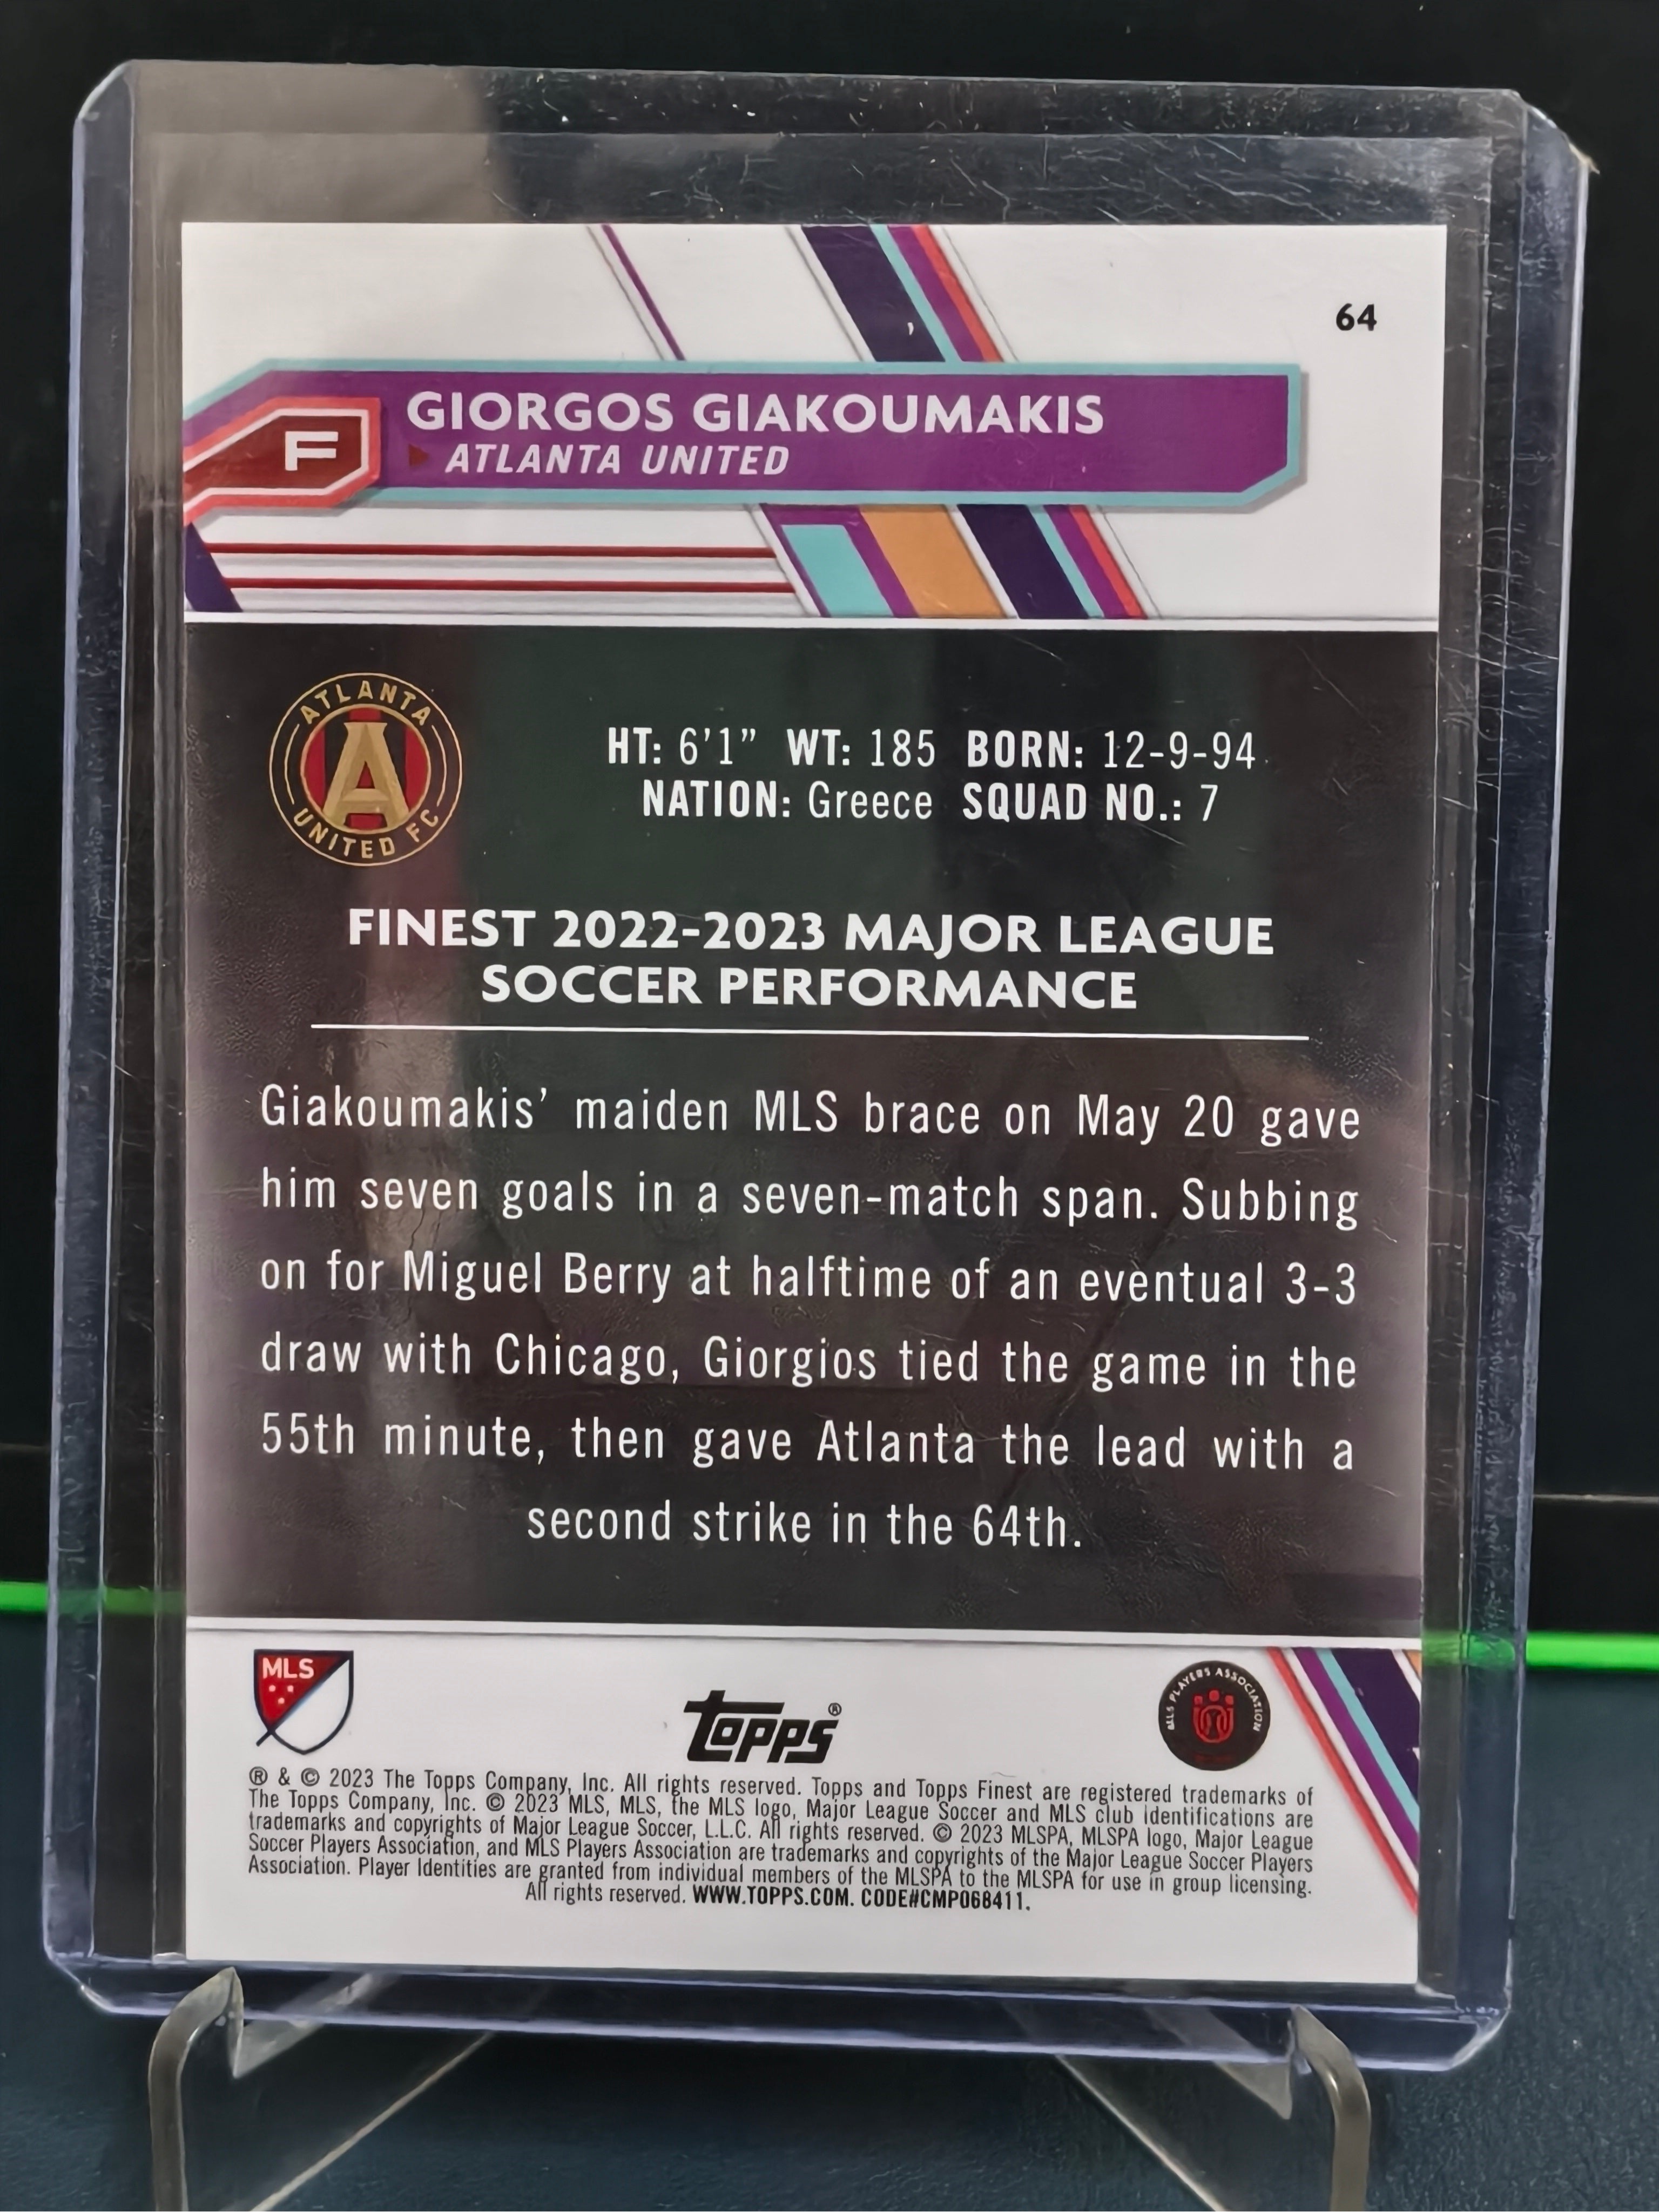 64
GIORGOS GIAKOUMAKIS
F
ATLANTA UNITED
ATLANTA
A
UNITED FC
HT: 6'1” WT: 185 BORN: 12-9-94
NATION: Greece SQUAD NO.: 7
FINEST 2022-2023 MAJOR LEAGUE
SOCCER PERFORMANCE
Giakoumakis’ maiden MLS brace on May 20 gave
him seven goals in a seven-match span. Subbing
on for Miguel Berry at halftime of an eventual 3-3
draw with Chicago, Giorgios tied the game in the
55th minute, then gave Atlanta the lead with a
second strike in the 64th.
MLS
Topps®
MLS PLAYERS ASSOCIATION
® & © 2023 The Topps Company, Inc. All rights reserved. Topps and Topps Finest are registered trademarks of
The Topps Company, Inc. © 2023 MLS, MLS, the MLS logo, Major League Soccer and MLS club identifications are
trademarks and copyrights of Major League Soccer, L.L.C. All rights reserved. © 2023 MLSPA, MLSPA logo, Major League
Soccer Players Association, and MLS Players Association are trademarks and copyrights of the Major League Soccer Players
Association. Player Identities are granted from individual members of the MLSPA to the MLSPA for use in group licensing.
All rights reserved. WWW.TOPPS.COM. CODE#CMP068411.